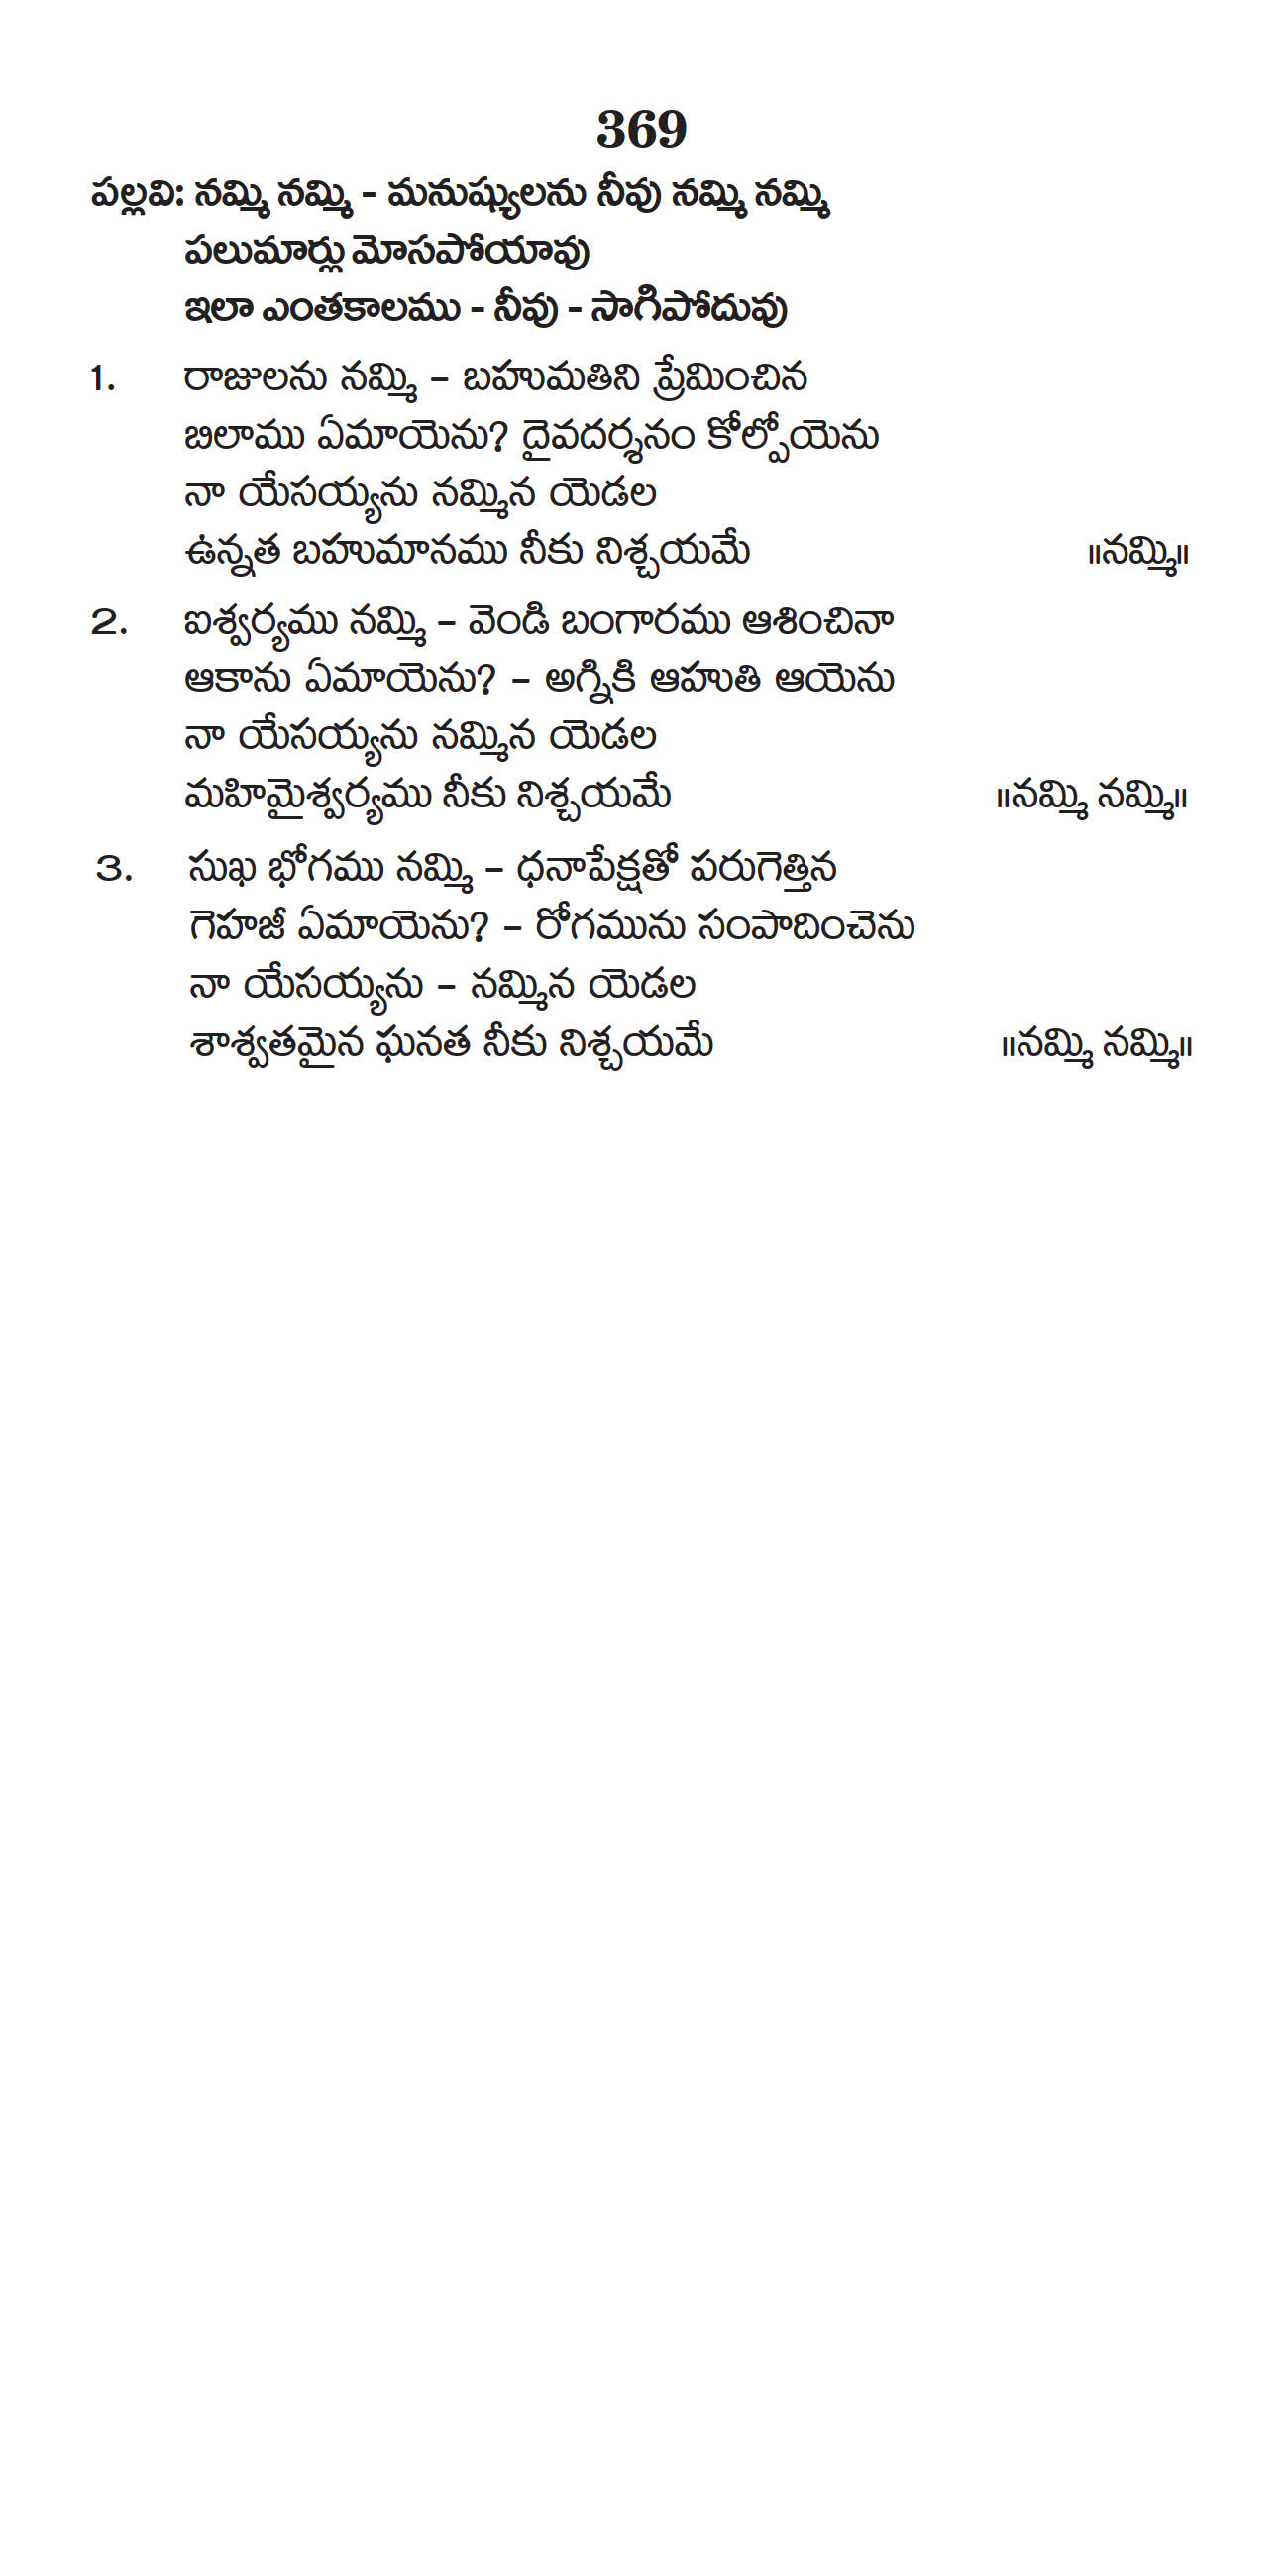 369
పల్లవి: నమ్మి నమ్మి - మనుష్యులను నీవు నమ్మి నమ్మి
పలుమార్లు మోసపోయావు
ఇలా ఎంతకాలము - నీవు - సాగిపోదువు
1. రాజులను నమ్మి – బహుమతిని ప్రేమించిన
బిలాము ఏమాయెను? దైవదర్శనం కోల్పోయెను
నా యేసయ్యను నమ్మిన యెడల
ఉన్నత బహుమానము నీకు నిశ్చయమే ॥నమ్మి॥
2. ఐశ్వర్యము నమ్మి – వెండి బంగారము ఆశించినా
ఆకాను ఏమాయెను? – అగ్నికి ఆహుతి ఆయెను
నా యేసయ్యను నమ్మిన యెడల
మహిమైశ్వర్యము నీకు నిశ్చయమే ॥నమ్మి నమ్మి॥
3. సుఖ భోగము నమ్మి – ధనాపేక్షతో పరుగెత్తిన
గెహజీ ఏమాయెను? – రోగమును సంపాదించెను
నా యేసయ్యను – నమ్మిన యెడల
శాశ్వతమైన ఘనత నీకు నిశ్చయమే ॥నమ్మి నమ్మి॥